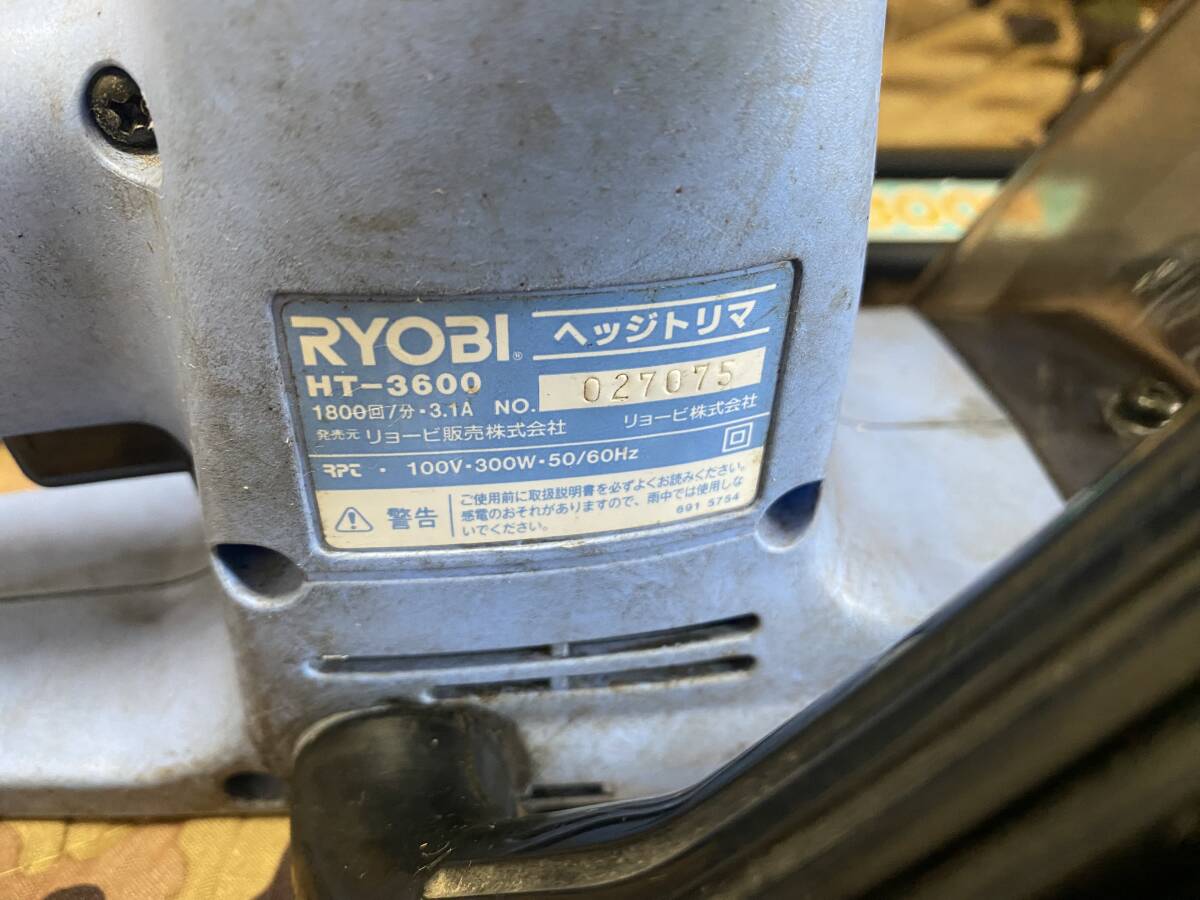 RYOBI® ヘッジトリマ
HT-3600
1800回/分・3.1A NO. 027075
発売元 リョービ販売株式会社 リョービ株式会社
RPC ・ 100V・300W・50/60Hz
警告
ご使用前に取扱説明書を必ずよくお読みください。
感電のおそれがありますので、雨中では使用しな
いでください。
691 5754